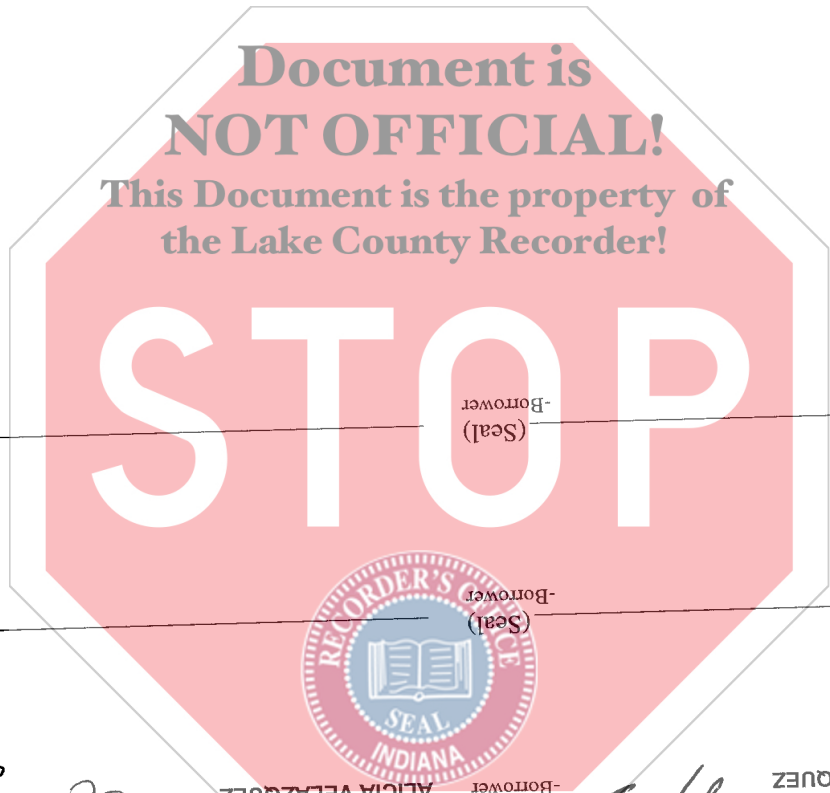 Document is
NOT OFFICIAL!
This Document is the property of
the Lake County Recorder!
STOP
-Borrower
(Seal)
-Borrower
(Seal)
RECORDER'S OFFICE
SEAL
INDIANA
-Borrower
ALICIA VELAZQUEZ
QUEZ